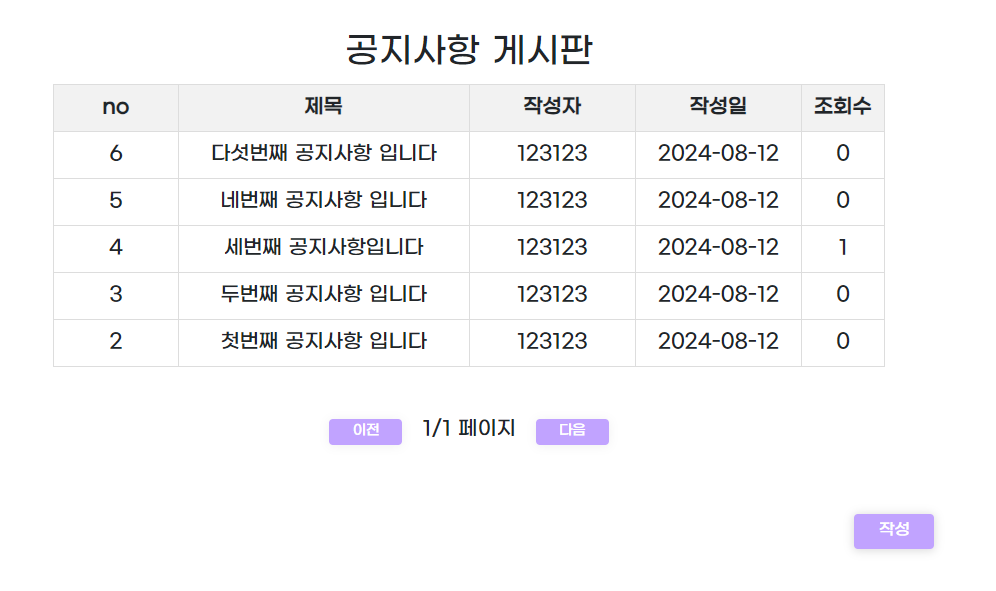 공지사항 게시판
no 제목 작성자 작성일 조회수
6 다섯번째 공지사항 입니다 123123 2024-08-12 0
5 네번째 공지사항 입니다 123123 2024-08-12 0
4 세번째 공지사항입니다 123123 2024-08-12 1
3 두번째 공지사항 입니다 123123 2024-08-12 0
2 첫번째 공지사항 입니다 123123 2024-08-12 0
이전 1/1 페이지 다음
작성